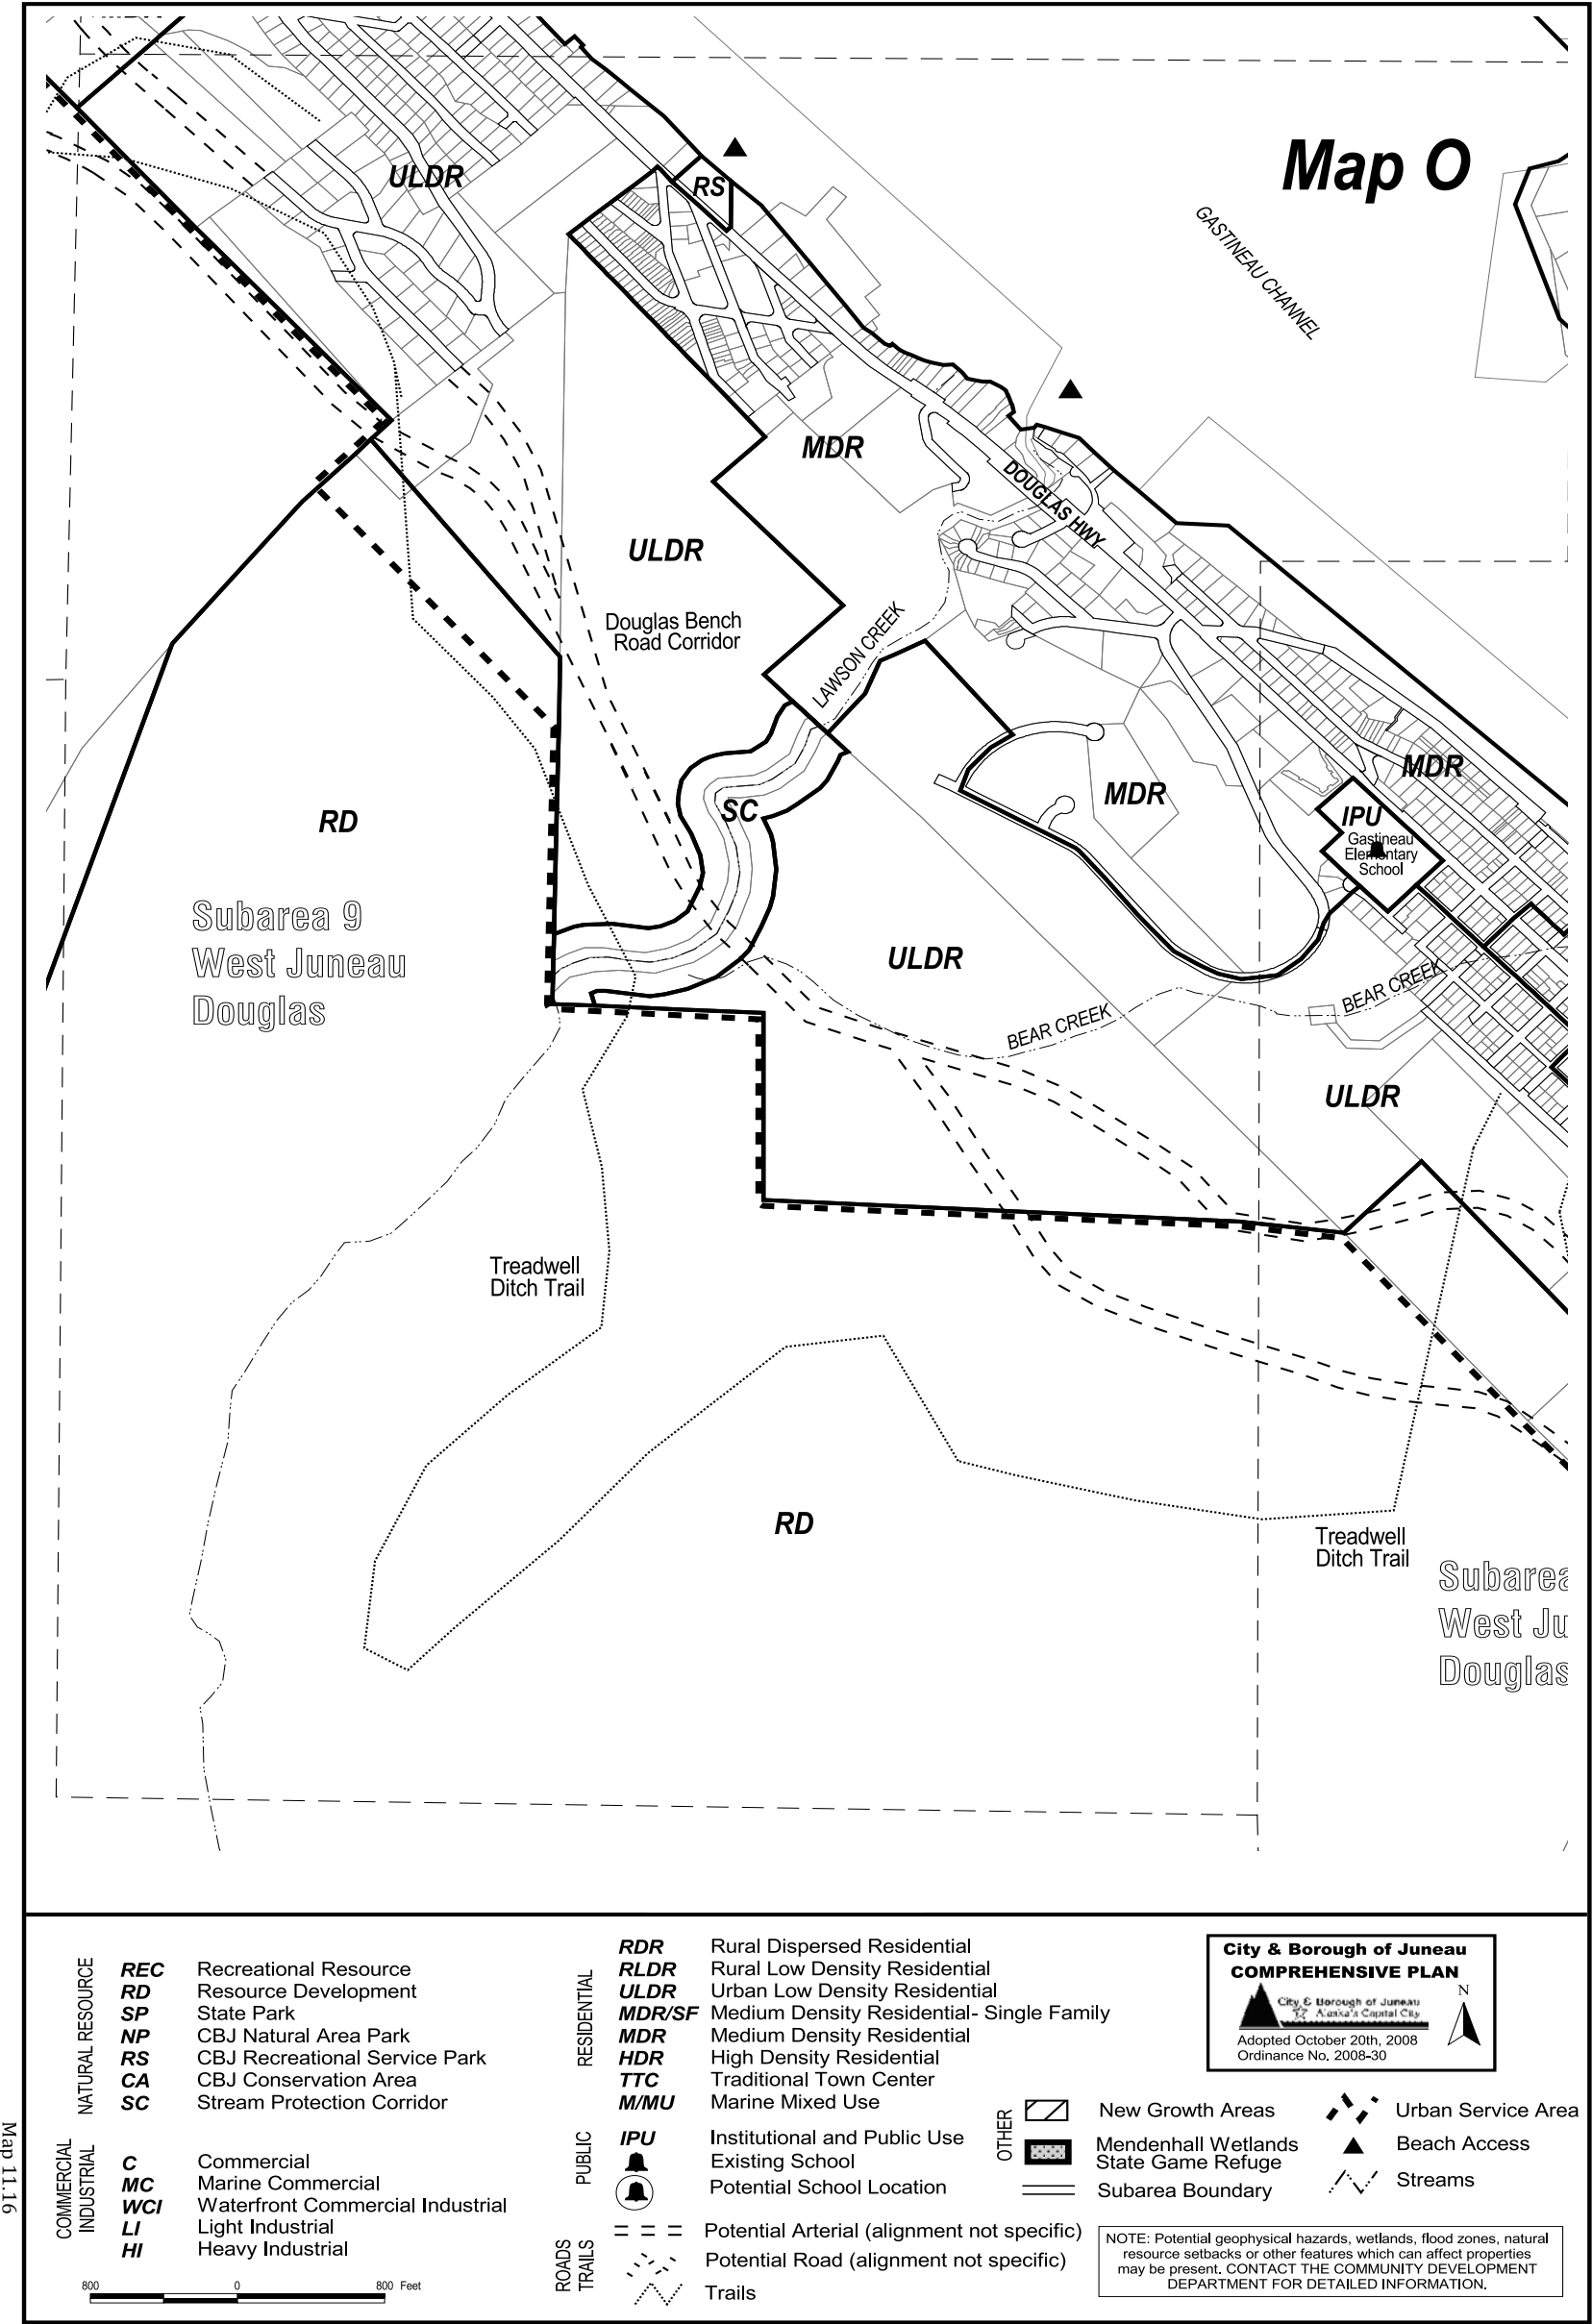 Map O
GASTINEAU CHANNEL
ULDR
RS
MDR
DOUGLAS HWY
ULDR
Douglas Bench
Road Corridor
LAWSON CREEK
MDR
MDR
SC
IPU
Gastineau
Elementary
School
RD
Subarea 9
West Juneau
Douglas
ULDR
BEAR CREEK
BEAR CREEK
ULDR
Treadwell
Ditch Trail
RD
Treadwell
Ditch Trail
Subarea
West Ju
Douglas
NATURAL RESOURCE
REC Recreational Resource
RD Resource Development
SP State Park
NP CBJ Natural Area Park
RS CBJ Recreational Service Park
CA CBJ Conservation Area
SC Stream Protection Corridor
COMMERCIAL
INDUSTRIAL
C Commercial
MC Marine Commercial
WCI Waterfront Commercial Industrial
LI Light Industrial
HI Heavy Industrial
800 0 800 Feet
RESIDENTIAL
RDR Rural Dispersed Residential
RLDR Rural Low Density Residential
ULDR Urban Low Density Residential
MDR/SF Medium Density Residential- Single Family
MDR Medium Density Residential
HDR High Density Residential
TTC Traditional Town Center
M/MU Marine Mixed Use
PUBLIC
IPU Institutional and Public Use
Existing School
Potential School Location
ROADS
TRAILS
Potential Arterial (alignment not specific)
Potential Road (alignment not specific)
Trails
OTHER
New Growth Areas
Mendenhall Wetlands
State Game Refuge
Subarea Boundary
Urban Service Area
Beach Access
Streams
City & Borough of Juneau
COMPREHENSIVE PLAN
City & Borough of Juneau
Alaska's Capital City
N
Adopted October 20th, 2008
Ordinance No. 2008-30
NOTE: Potential geophysical hazards, wetlands, flood zones, natural
resource setbacks or other features which can affect properties
may be present. CONTACT THE COMMUNITY DEVELOPMENT
DEPARTMENT FOR DETAILED INFORMATION.
Map 11.16